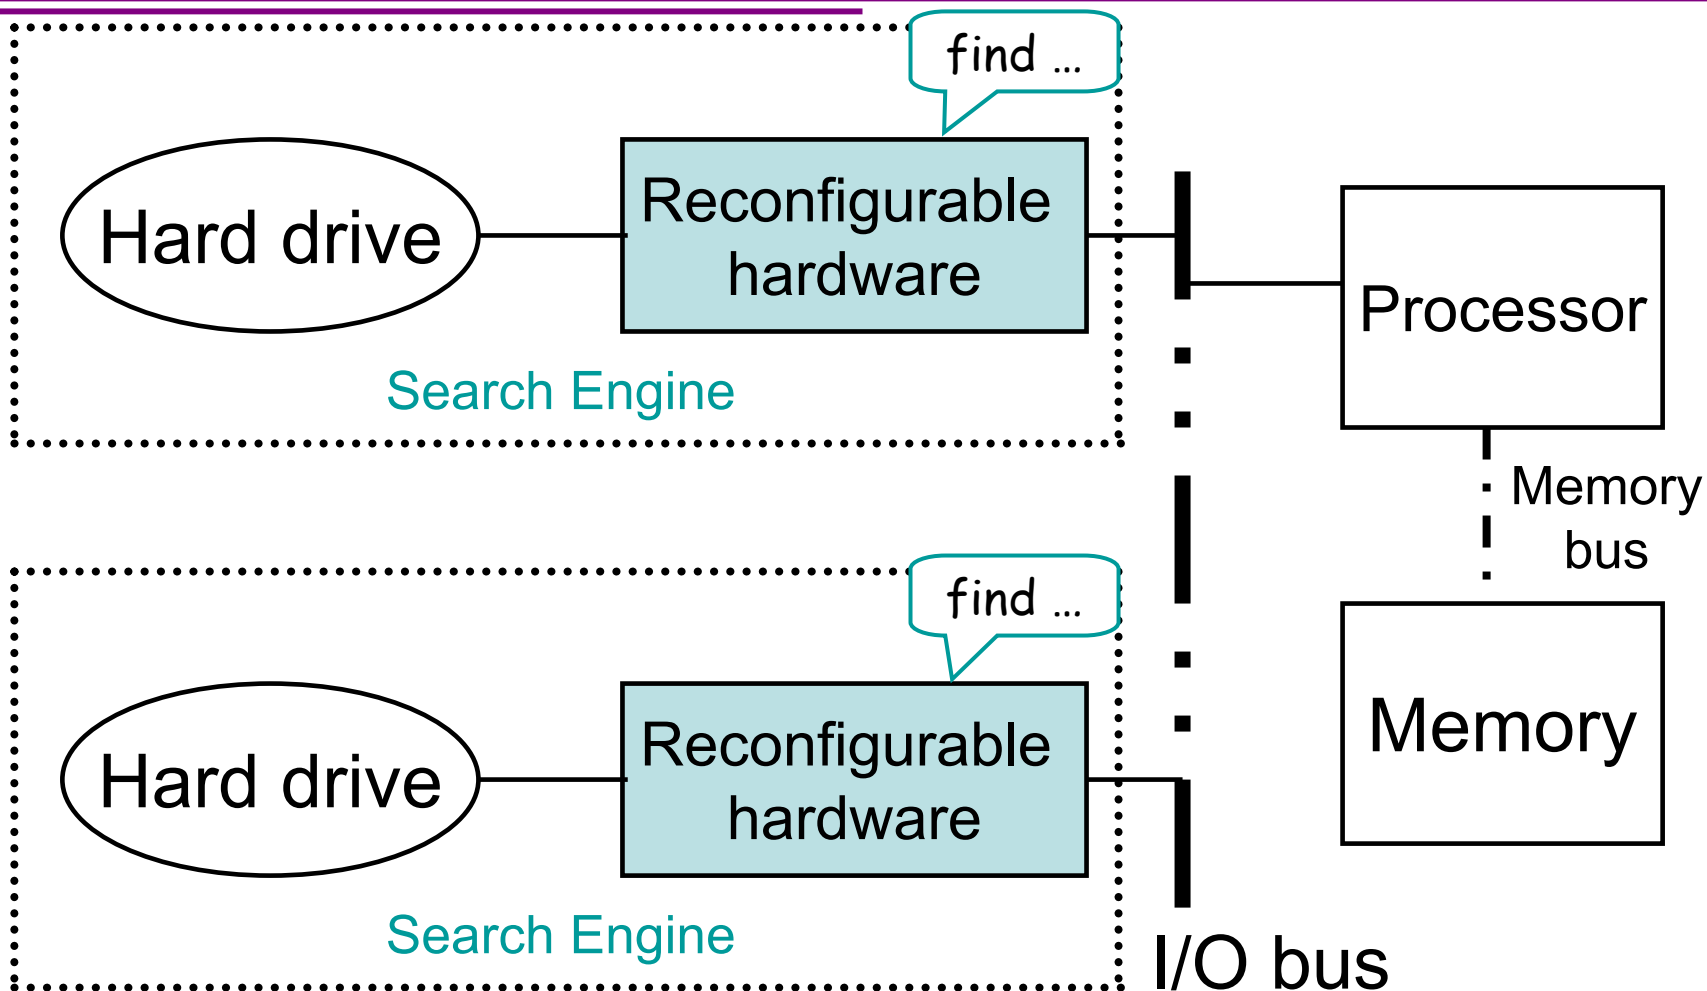 find ...
Hard drive
Reconfigurable
hardware
Search Engine
Processor
Memory
bus
find ...
Hard drive
Reconfigurable
hardware
Search Engine
Memory
I/O bus